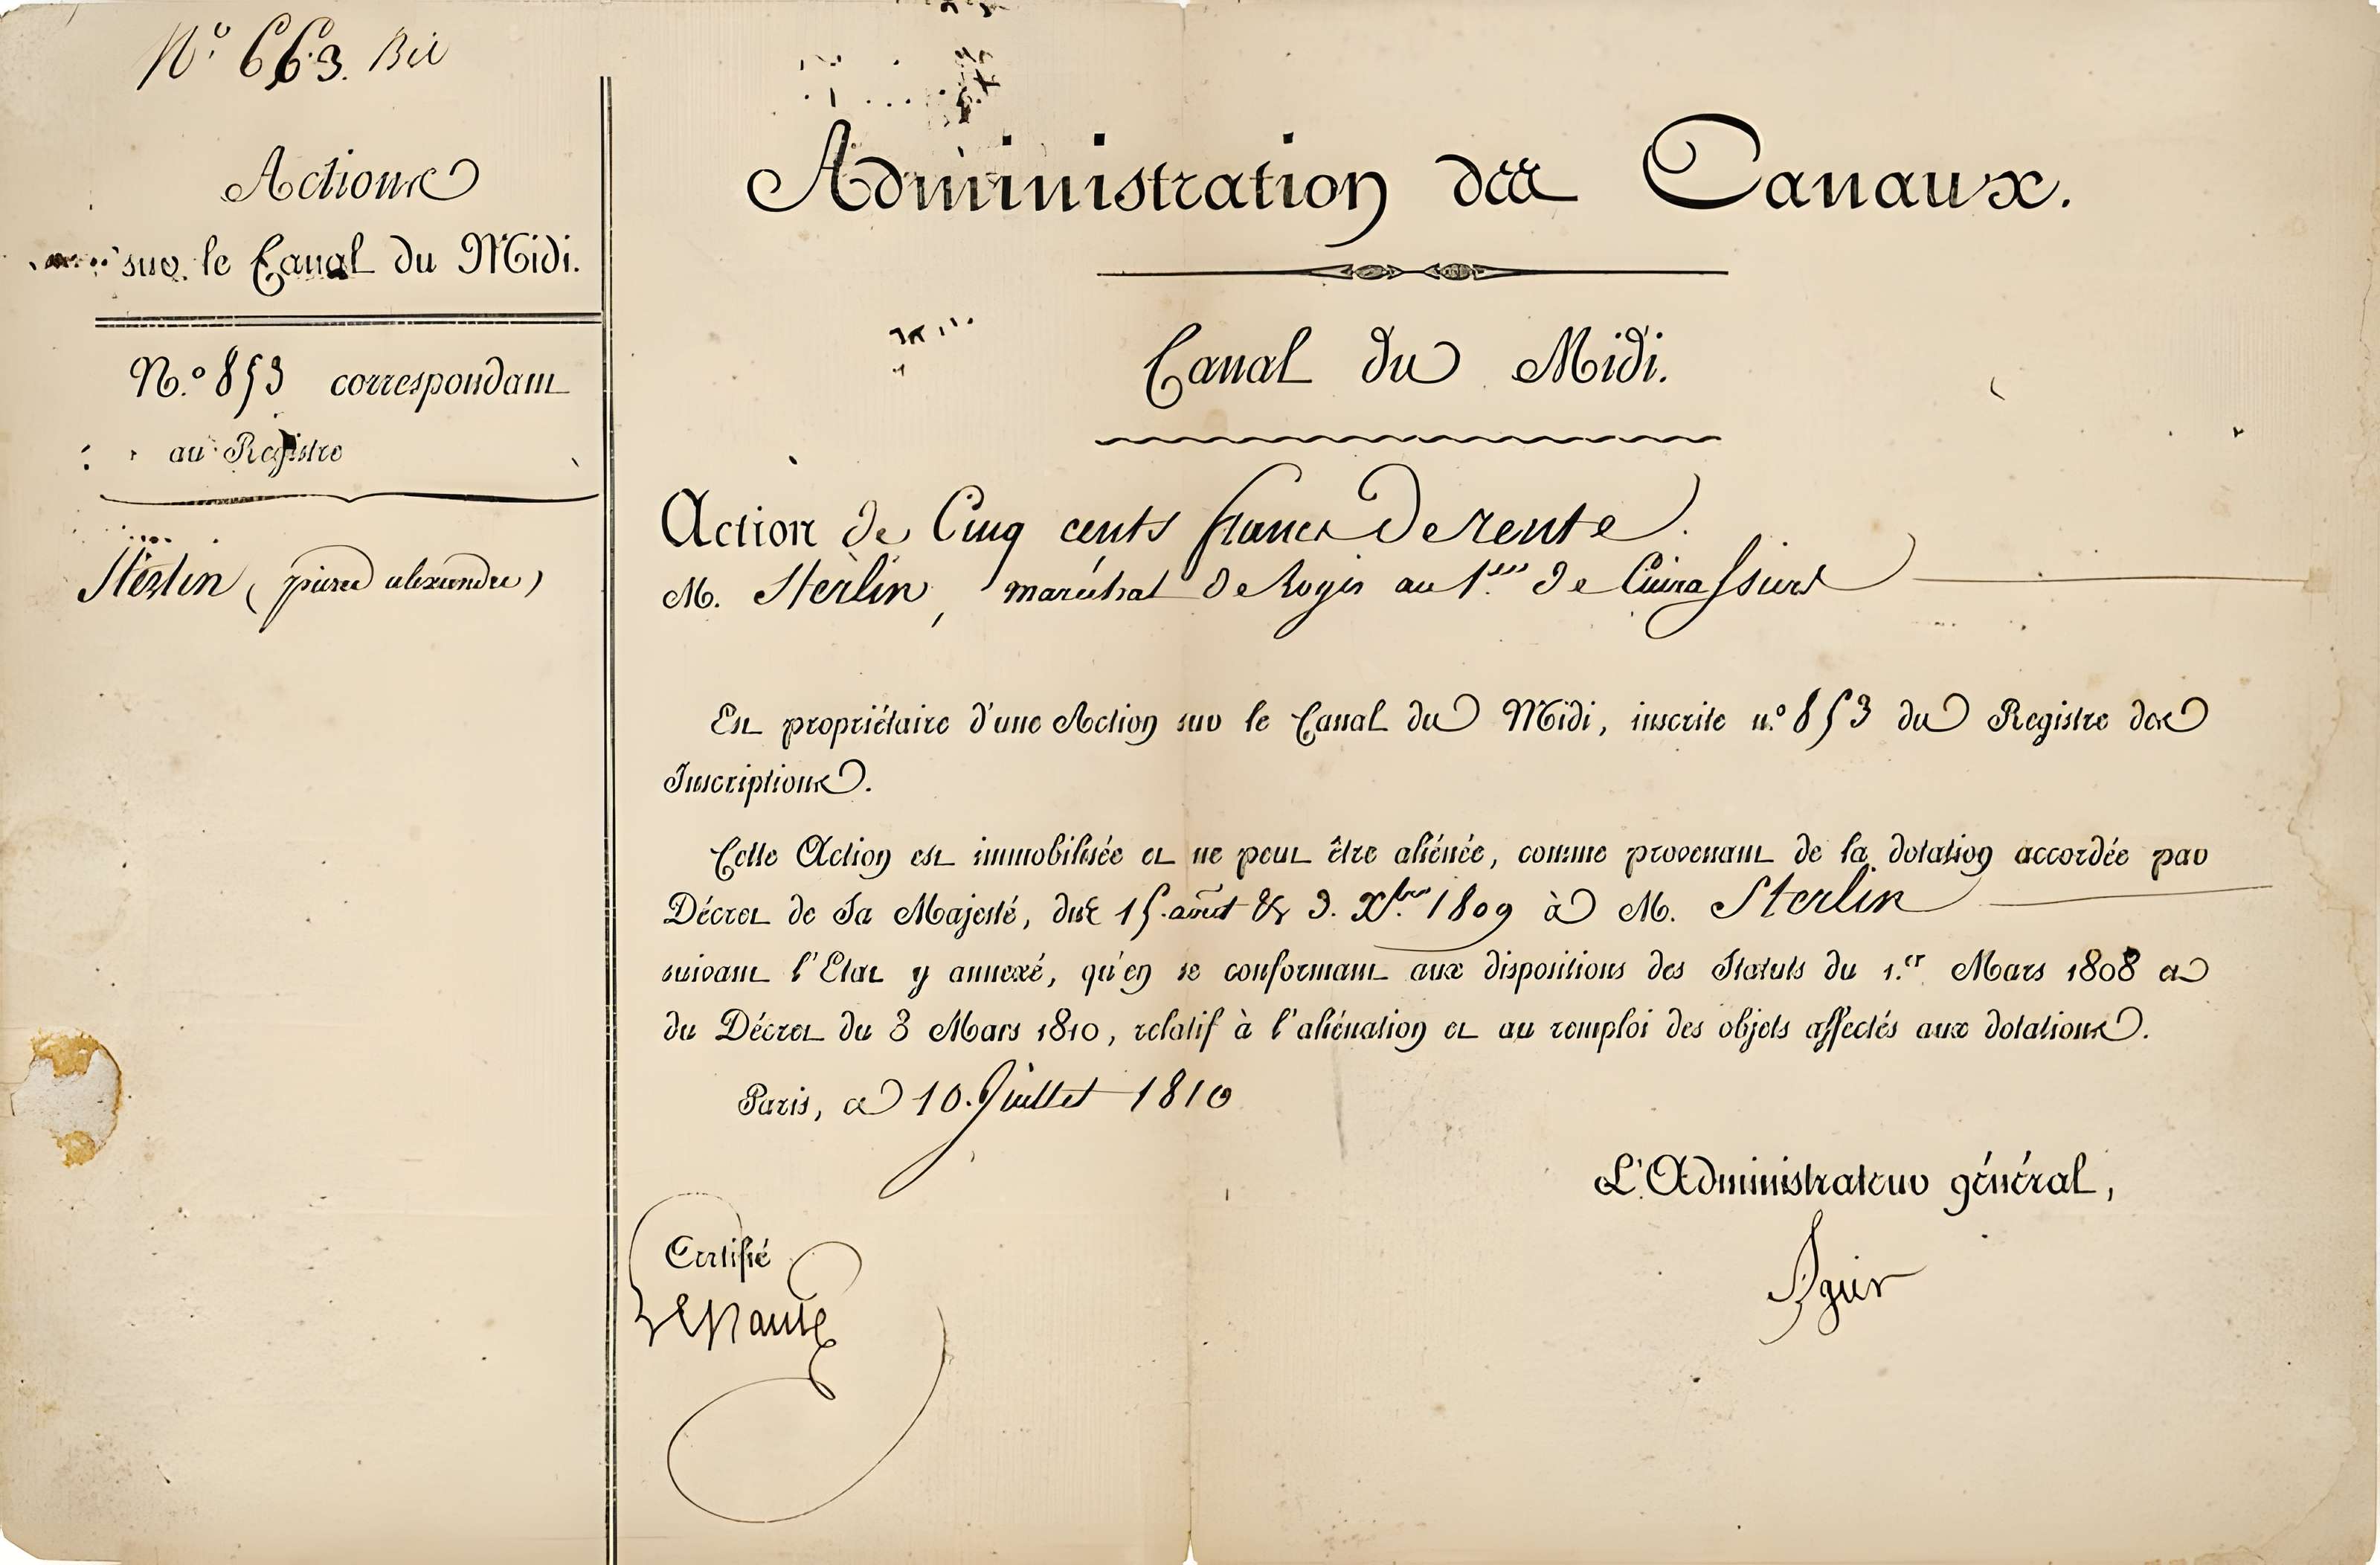 N.º 663. Bis
Actions
sur le Canal du Midi.
N.º 853 correspondant
au Registre
Sterlin (pierre alexandre)
Administration des Canaux.
Canal du Midi.
Action de Cinq cents francs De rente.
M. Sterlin, maréchal De Logis au 1.er De Cuirassiers
Est propriétaire d'une Action sur le Canal du Midi, inscrite n.º 853 du Registre des
Inscriptions.
Cette Action est immobilisée et ne peut être aliénée, comme provenant de la dotation accordée par
Décret de Sa Majesté, du 15. août & 3. Xbre 1809 à M. Sterlin
suivant l'Etat y annexé, qu'en se conformant aux dispositions des Statuts du 1.er Mars 1808 et
du Décret du 3 Mars 1810, relatif à l'aliénation et au remploi des objets affectés aux dotations.
Paris, ce 10. Juillet 1810
L'Administrateur général,
Certifié